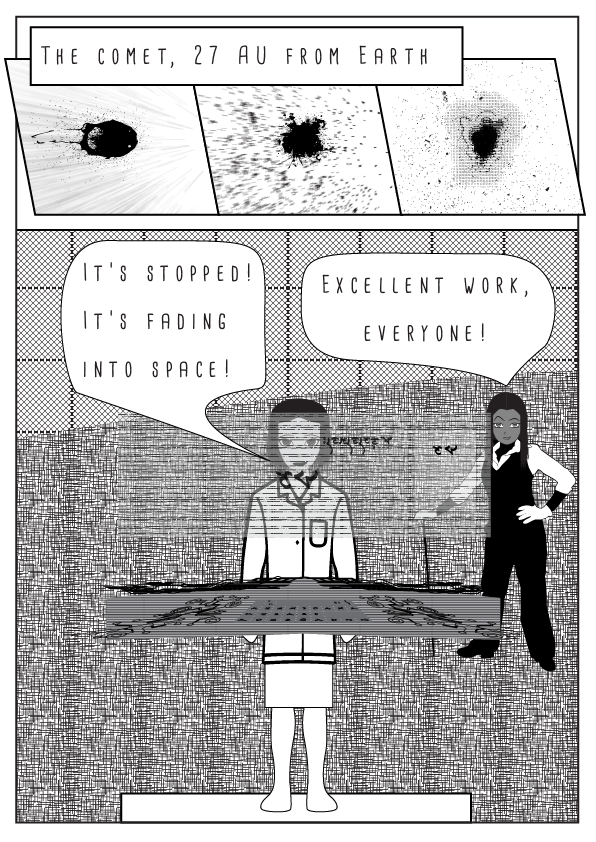 The comet, 27 AU from Earth
It's stopped!
It's fading
into space!
Excellent work,
everyone!